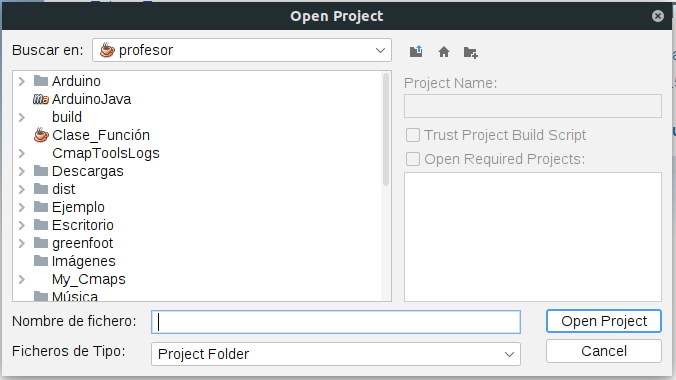 Open Project
Buscar en: profesor
Arduino
ArduinoJava
build
Clase_Función
CmapToolsLogs
Descargas
dist
Ejemplo
Escritorio
greenfoot
Imágenes
My_Cmaps
Música
Project Name:
Trust Project Build Script
Open Required Projects:
Nombre de fichero:
Open Project
Ficheros de Tipo: Project Folder
Cancel